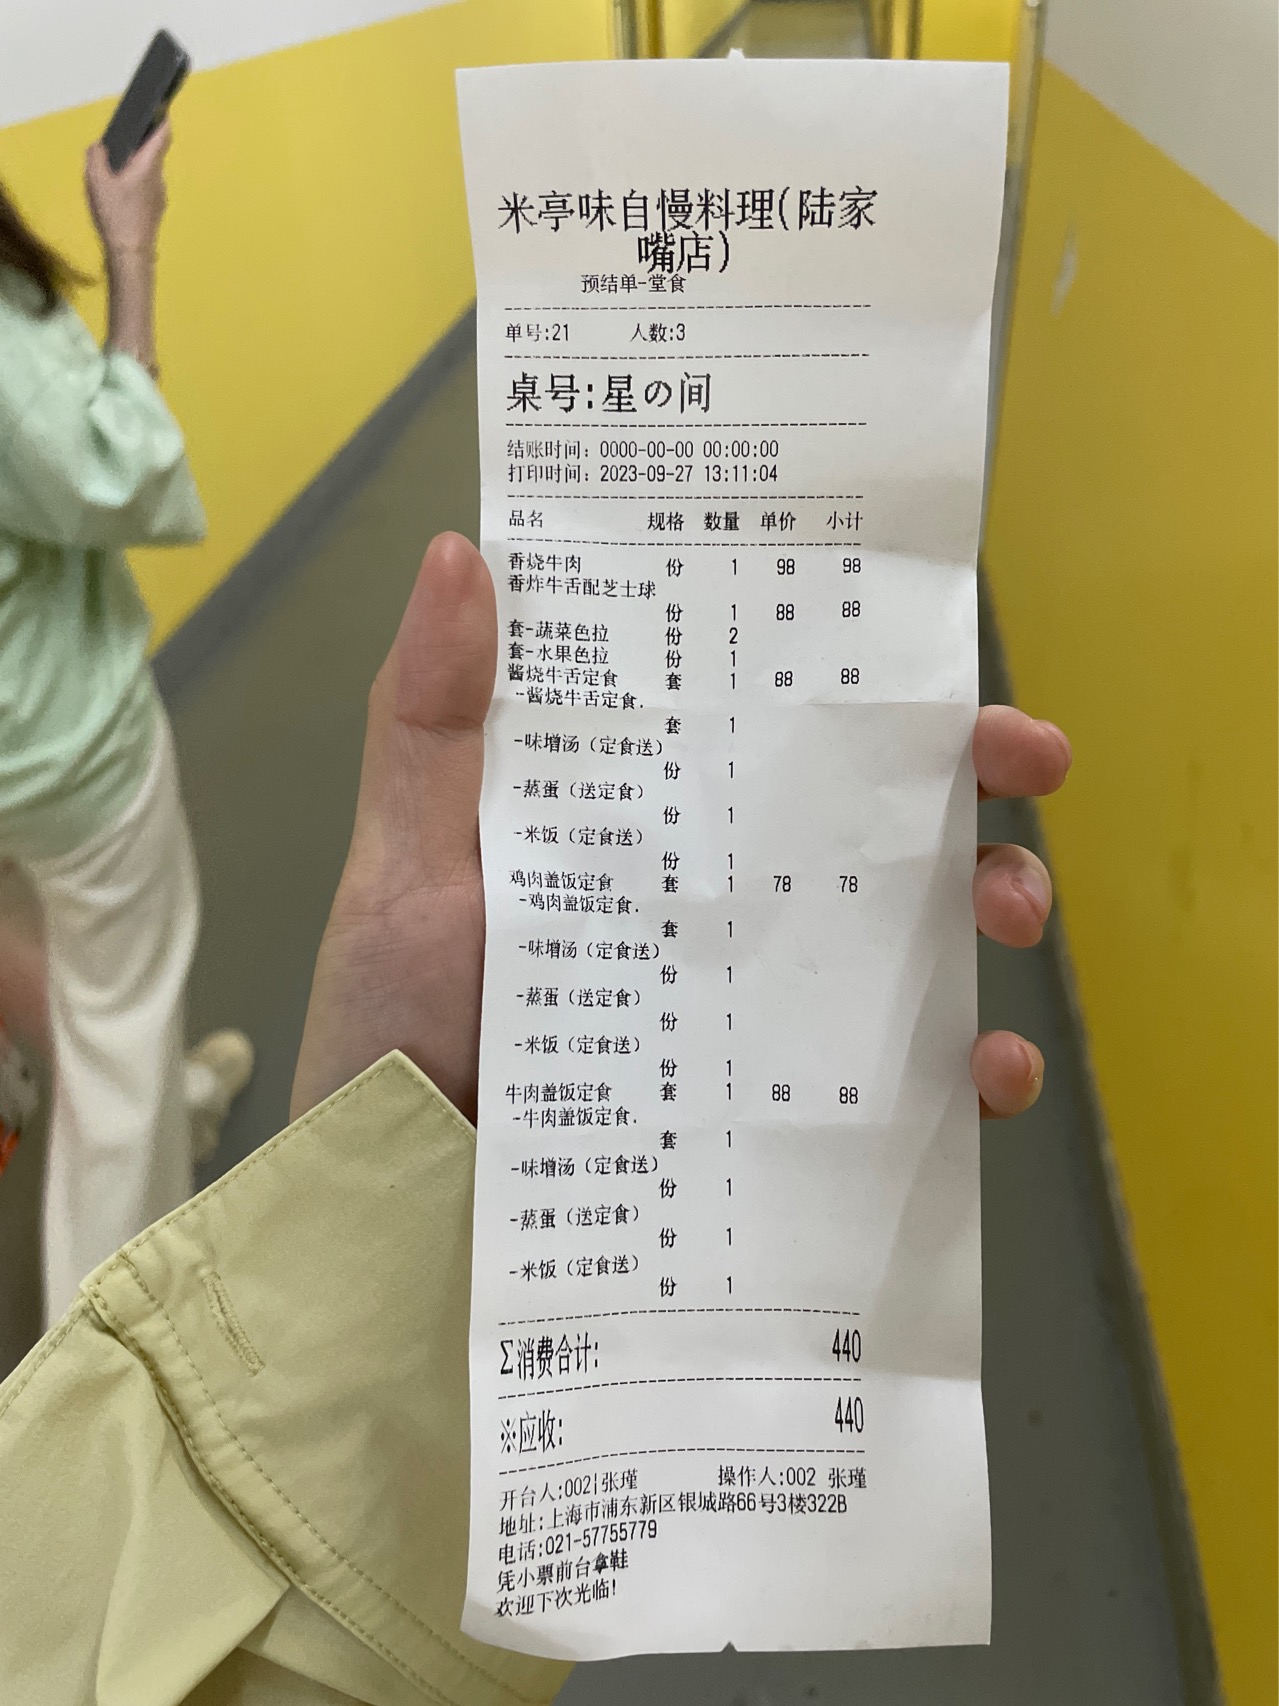 米亭味自慢料理(陆家
嘴店)
预结单-堂食
单号:21 人数:3
桌号:星の间
结账时间: 0000-00-00 00:00:00
打印时间: 2023-09-27 13:11:04
品名 规格 数量 单价 小计
香烧牛肉 份 1 98 98
香炸牛舌配芝士球
份 1 88 88
套-蔬菜色拉 份 2
套-水果色拉 份 1
酱烧牛舌定食 套 1 88 88
-酱烧牛舌定食.
套 1
-味增汤（定食送）
份 1
-蒸蛋（送定食）
份 1
-米饭（定食送）
份 1
鸡肉盖饭定食 套 1 78 78
-鸡肉盖饭定食.
套 1
-味增汤（定食送）
份 1
-蒸蛋（送定食）
份 1
-米饭（定食送）
份 1
牛肉盖饭定食 套 1 88 88
-牛肉盖饭定食.
套 1
-味增汤（定食送）
份 1
-蒸蛋（送定食）
份 1
-米饭（定食送）
份 1
Σ消费合计: 440
※应收: 440
开台人:002|张瑾 操作人:002 张瑾
地址:上海市浦东新区银城路66号3楼322B
电话:021-57755779
凭小票前台拿鞋
欢迎下次光临!